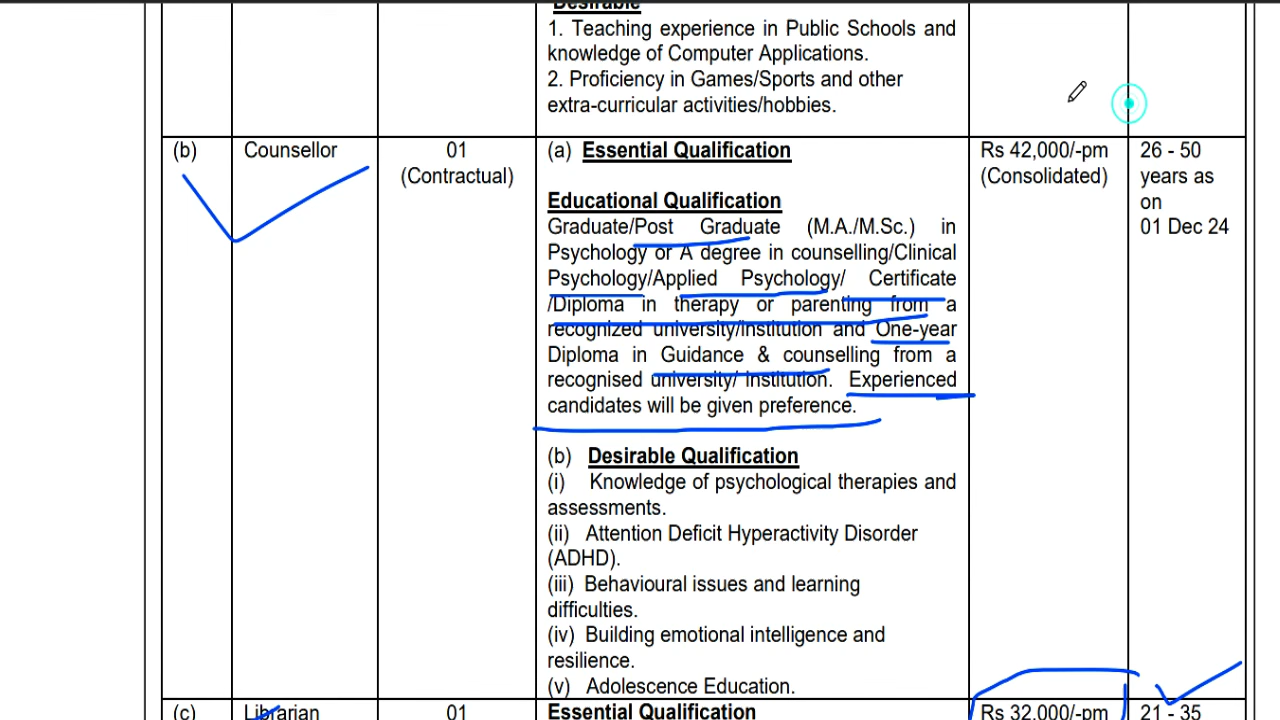 Desirable
1. Teaching experience in Public Schools and
knowledge of Computer Applications.
2. Proficiency in Games/Sports and other
extra-curricular activities/hobbies.
(b)
Counsellor
01
(Contractual)
(a) Essential Qualification
Educational Qualification
Graduate/Post Graduate (M.A./M.Sc.) in
Psychology or A degree in counselling/Clinical
Psychology/Applied Psychology/ Certificate
/Diploma in therapy or parenting from a
recognized university/institution and One-year
Diploma in Guidance & counselling from a
recognised university/ institution. Experienced
candidates will be given preference.
(b) Desirable Qualification
(i) Knowledge of psychological therapies and
assessments.
(ii) Attention Deficit Hyperactivity Disorder
(ADHD).
(iii) Behavioural issues and learning
difficulties.
(iv) Building emotional intelligence and
resilience.
(v) Adolescence Education.
Rs 42,000/-pm
(Consolidated)
26 - 50
years as
on
01 Dec 24
(c)
Librarian
01
Essential Qualification
Rs 32,000/-pm
21 - 35